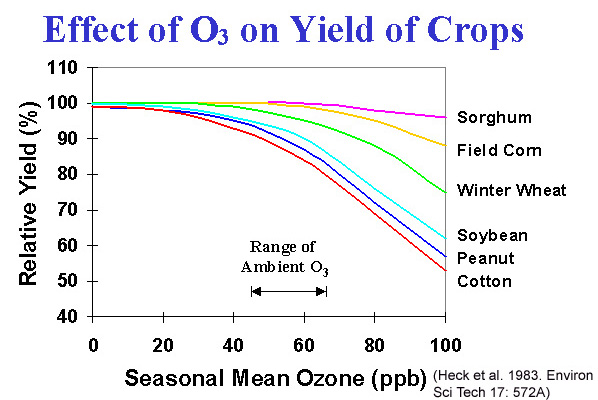 Effect of O₃ on Yield of Crops
110
100
90
80
70
60
50
40
Relative Yield (%)
Sorghum
Field Corn
Winter Wheat
Soybean
Peanut
Cotton
Range of
Ambient O₃
0
20
40
60
80
100
Seasonal Mean Ozone (ppb)
(Heck et al. 1983. Environ
Sci Tech 17: 572A)